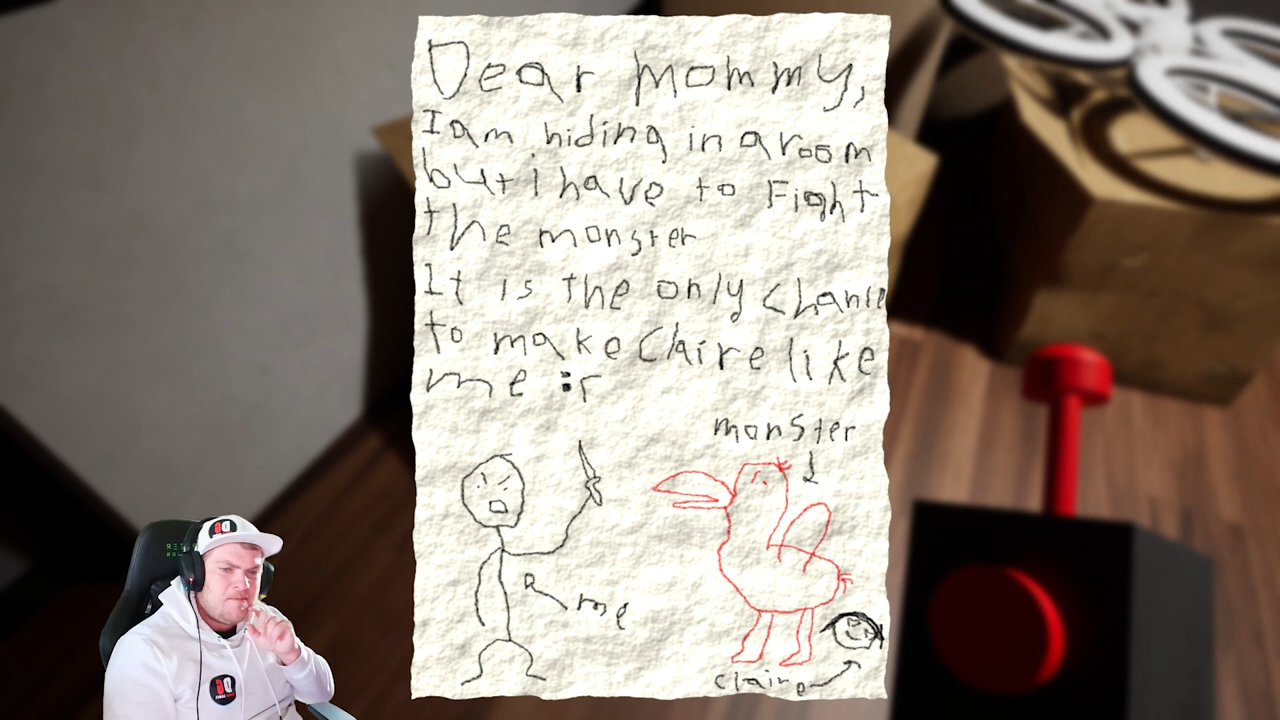 Dear Mommy,
I am hiding in a room
but i have to Fight
the monster
It is the only chance
to make Claire like
me :r
monster
me
claire